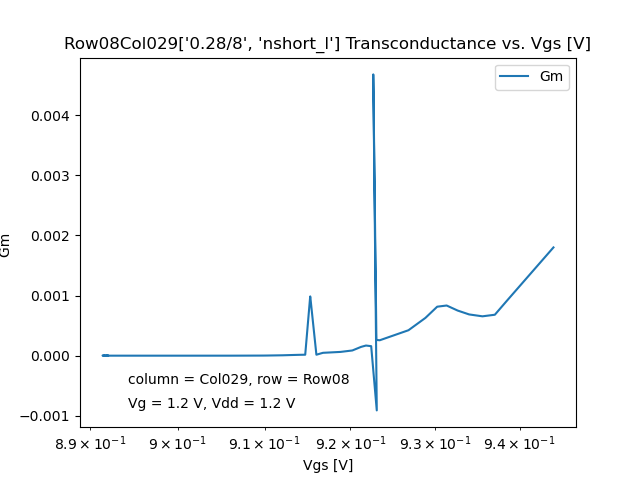 Row08Col029['0.28/8', 'nshort_l'] Transconductance vs. Vgs [V]
Gm
0.004
0.003
0.002
0.001
0.000
−0.001
Gm
column = Col029, row = Row08
Vg = 1.2 V, Vdd = 1.2 V
8.9 × 10⁻¹ 9 × 10⁻¹ 9.1 × 10⁻¹ 9.2 × 10⁻¹ 9.3 × 10⁻¹ 9.4 × 10⁻¹
Vgs [V]